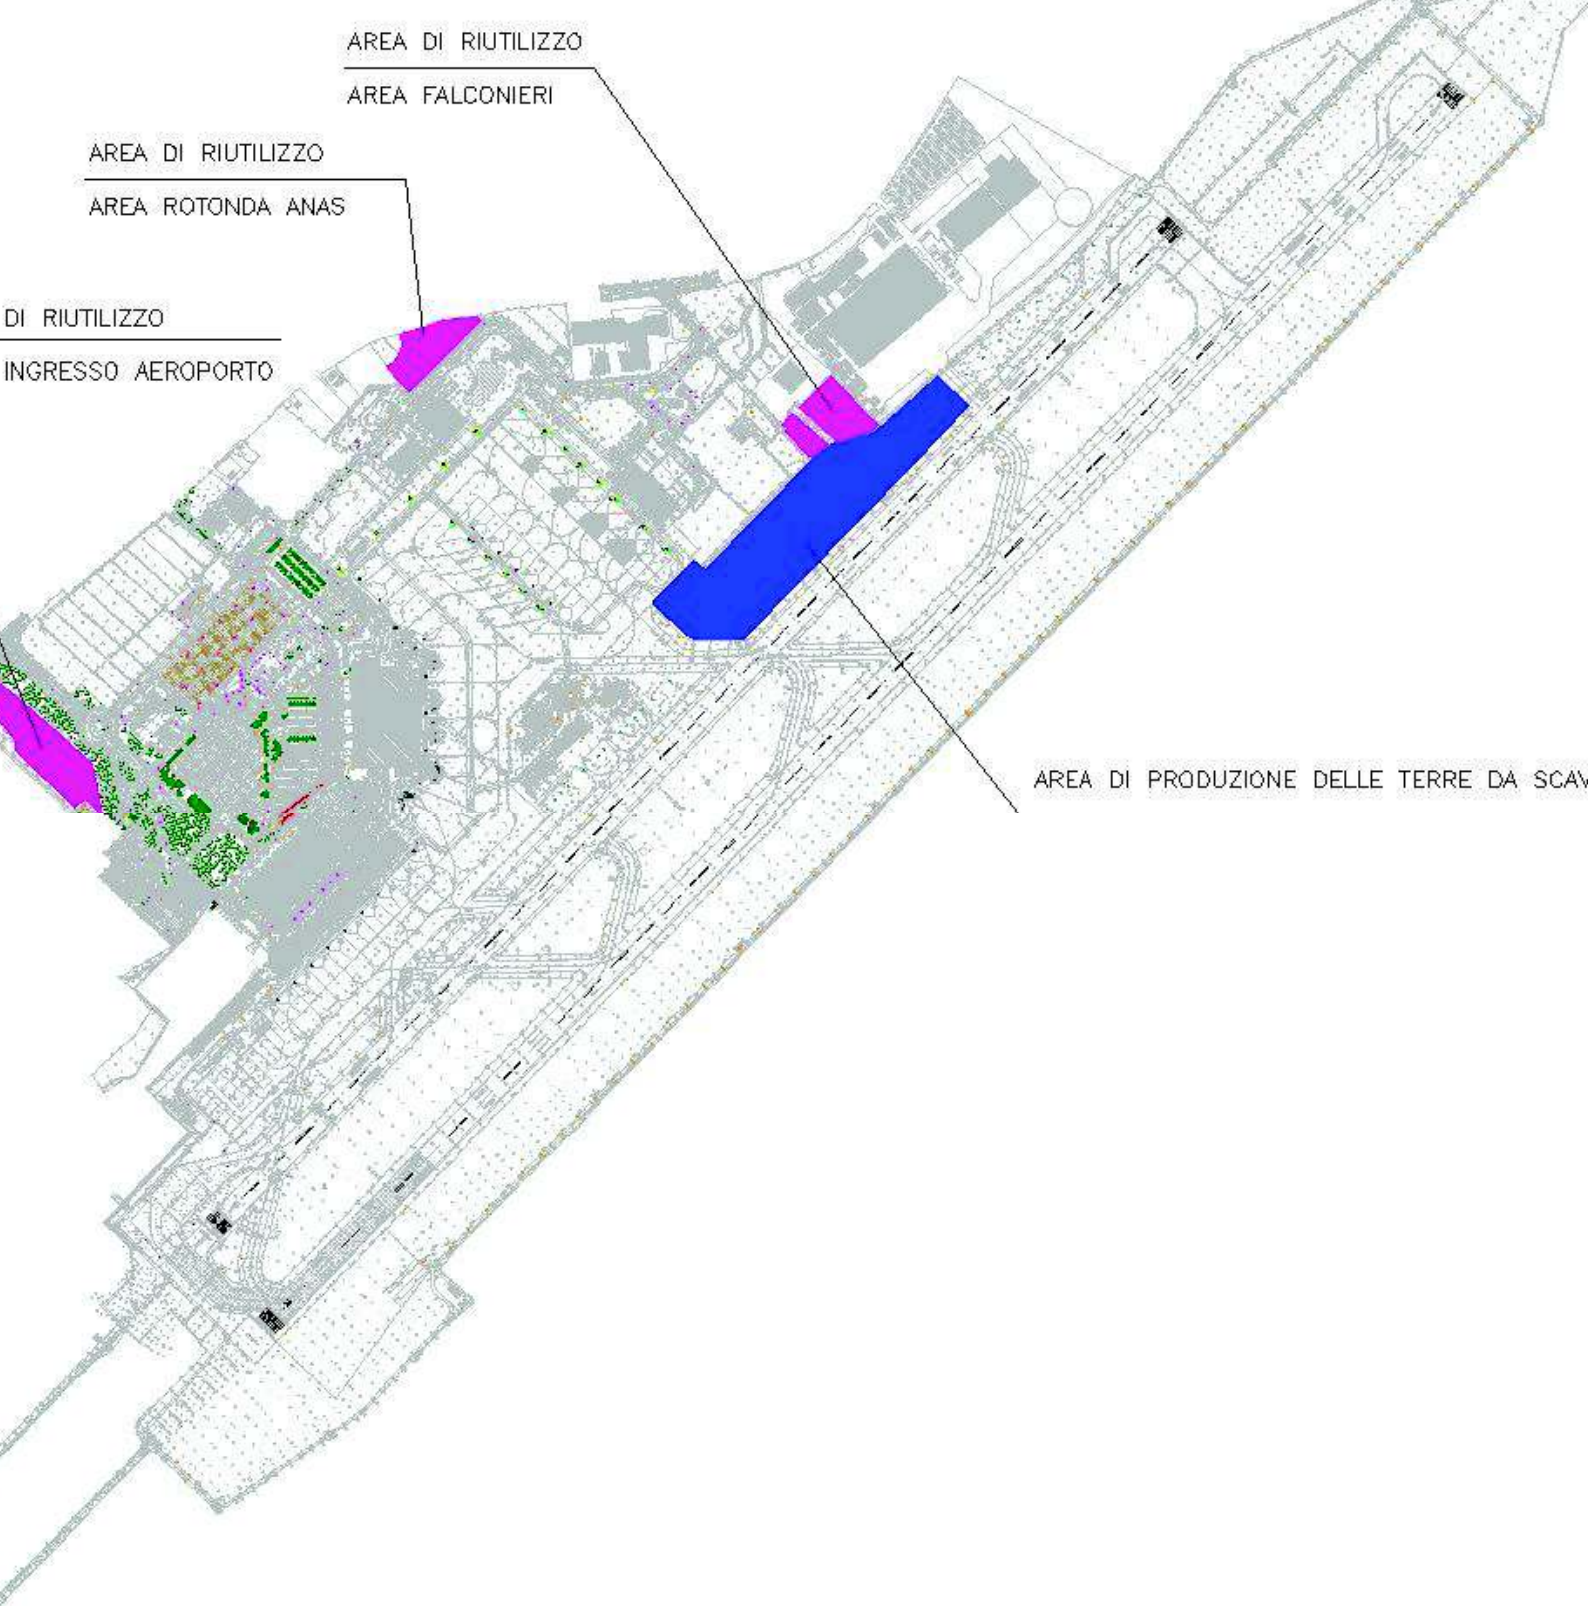 AREA DI RIUTILIZZO
AREA FALCONIERI
AREA DI RIUTILIZZO
AREA ROTONDA ANAS
DI RIUTILIZZO
INGRESSO AEROPORTO
AREA DI PRODUZIONE DELLE TERRE DA SCAV